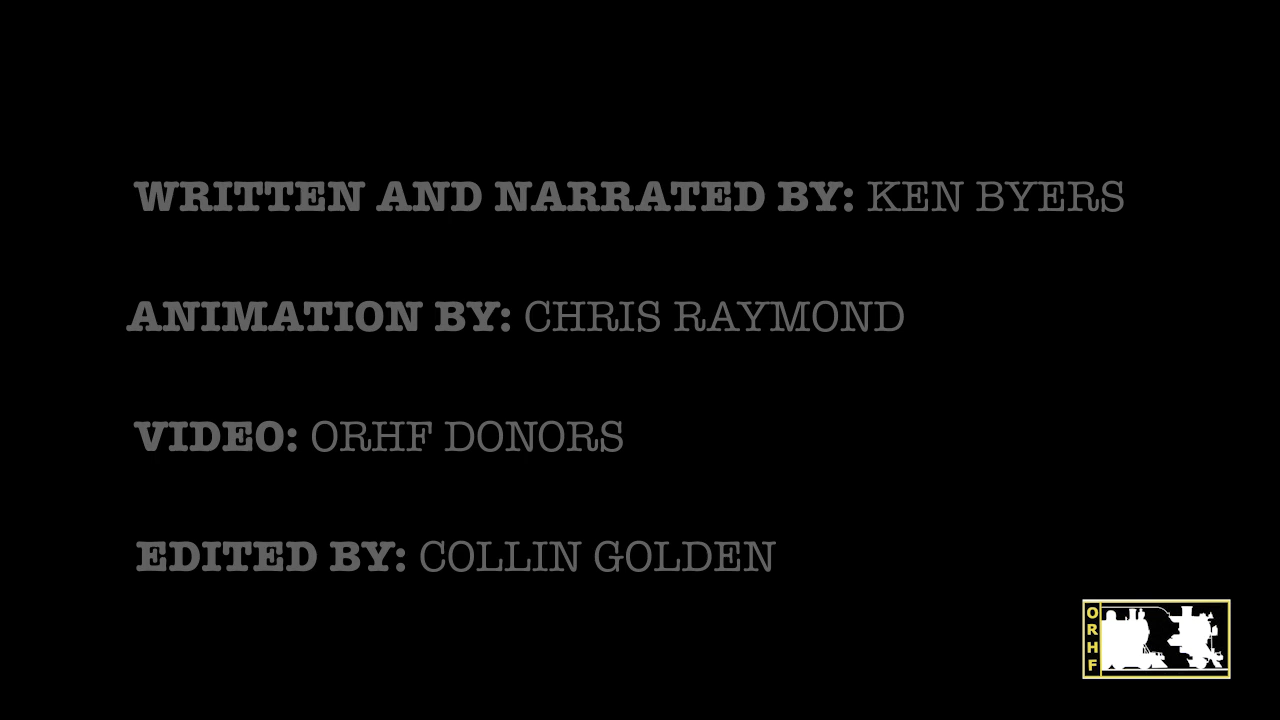 WRITTEN AND NARRATED BY: KEN BYERS
ANIMATION BY: CHRIS RAYMOND
VIDEO: ORHF DONORS
EDITED BY: COLLIN GOLDEN
ORHF